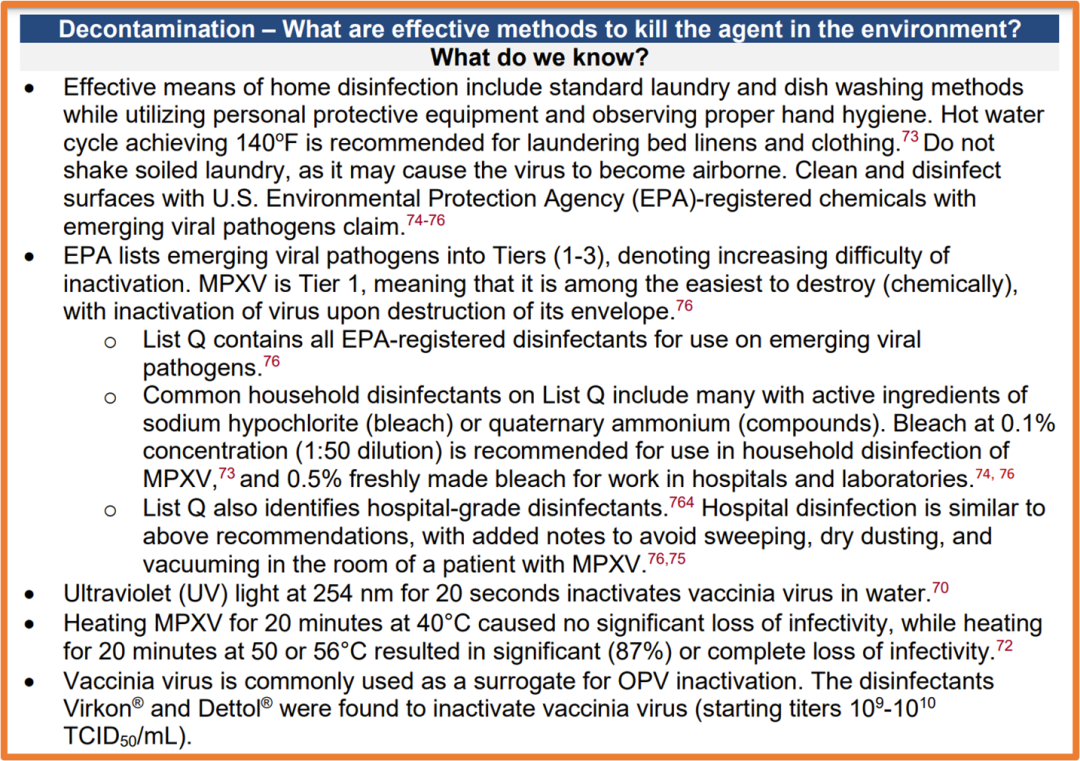 Decontamination – What are effective methods to kill the agent in the environment?
What do we know?
• Effective means of home disinfection include standard laundry and dish washing methods
while utilizing personal protective equipment and observing proper hand hygiene. Hot water
cycle achieving 140ºF is recommended for laundering bed linens and clothing.73 Do not
shake soiled laundry, as it may cause the virus to become airborne. Clean and disinfect
surfaces with U.S. Environmental Protection Agency (EPA)-registered chemicals with
emerging viral pathogens claim.74-76
• EPA lists emerging viral pathogens into Tiers (1-3), denoting increasing difficulty of
inactivation. MPXV is Tier 1, meaning that it is among the easiest to destroy (chemically),
with inactivation of virus upon destruction of its envelope.76
o List Q contains all EPA-registered disinfectants for use on emerging viral
pathogens.76
o Common household disinfectants on List Q include many with active ingredients of
sodium hypochlorite (bleach) or quaternary ammonium (compounds). Bleach at 0.1%
concentration (1:50 dilution) is recommended for use in household disinfection of
MPXV,73 and 0.5% freshly made bleach for work in hospitals and laboratories.74, 76
o List Q also identifies hospital-grade disinfectants.764 Hospital disinfection is similar to
above recommendations, with added notes to avoid sweeping, dry dusting, and
vacuuming in the room of a patient with MPXV.76,75
• Ultraviolet (UV) light at 254 nm for 20 seconds inactivates vaccinia virus in water.70
• Heating MPXV for 20 minutes at 40°C caused no significant loss of infectivity, while heating
for 20 minutes at 50 or 56°C resulted in significant (87%) or complete loss of infectivity.72
• Vaccinia virus is commonly used as a surrogate for OPV inactivation. The disinfectants
Virkon® and Dettol® were found to inactivate vaccinia virus (starting titers 10⁹-10¹⁰
TCID₅₀/mL).